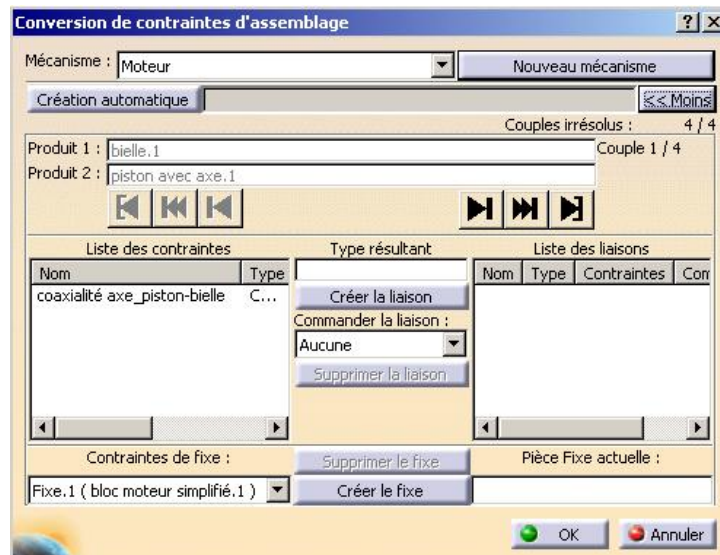 Conversion de contraintes d'assemblage
Mécanisme : Moteur Nouveau mécanisme
Création automatique <<Moins
Couples irrésolus : 4 / 4
Produit 1 : bielle.1 Couple 1 / 4
Produit 2 : piston avec axe.1
Liste des contraintes Type résultant Liste des liaisons
Nom Type Nom Type Contraintes Com
coaxialité axe_piston-bielle C... Créer la liaison
Commander la liaison :
Aucune
Supprimer la liaison
Contraintes de fixe : Supprimer le fixe Pièce Fixe actuelle :
Fixe.1 ( bloc moteur simplifié.1 ) Créer le fixe
OK Annuler